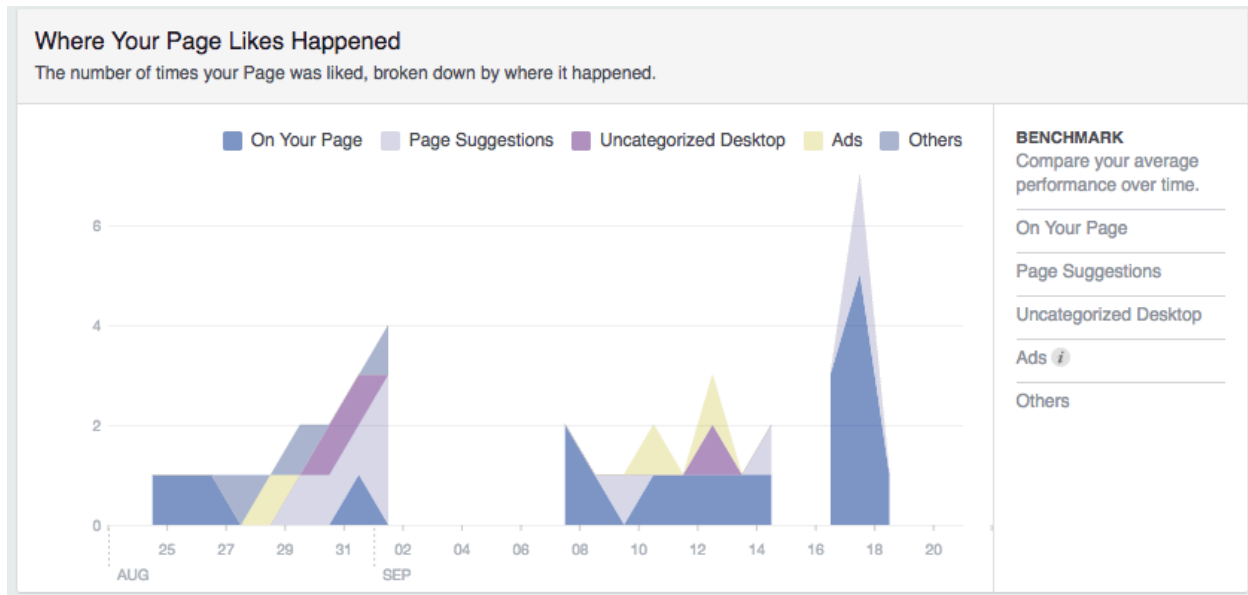 Where Your Page Likes Happened
The number of times your Page was liked, broken down by where it happened.
On Your Page Page Suggestions Uncategorized Desktop Ads Others
6
4
2
0
25 27 29 31 02 04 06 08 10 12 14 16 18 20
AUG SEP
BENCHMARK
Compare your average
performance over time.
On Your Page
Page Suggestions
Uncategorized Desktop
Ads i
Others